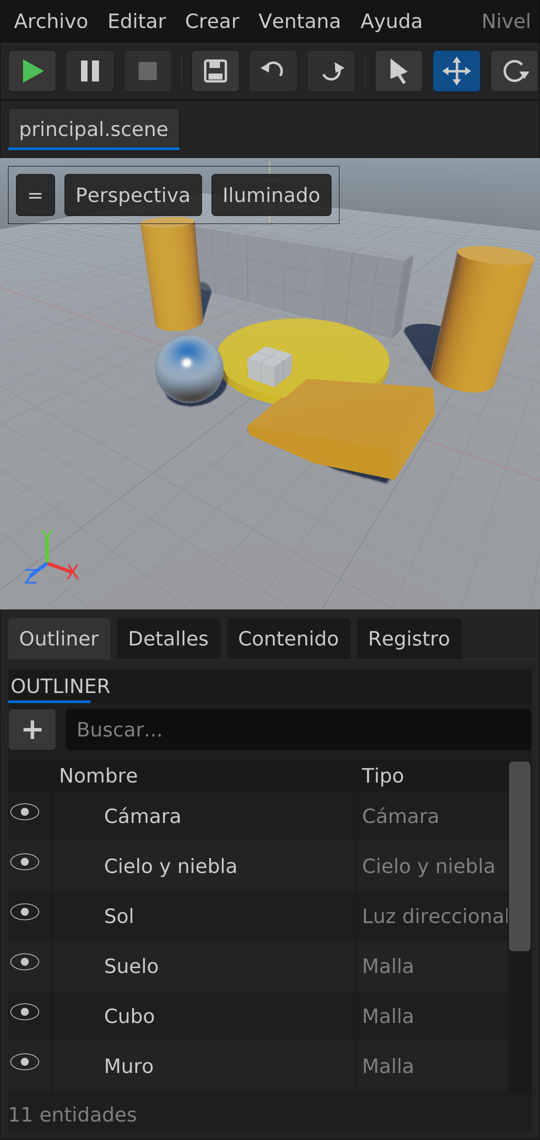 Archivo Editar Crear Ventana Ayuda Nivel
principal.scene
= Perspectiva Iluminado
Y
X
Z
Outliner Detalles Contenido Registro
OUTLINER
+ Buscar...
Nombre Tipo
Cámara Cámara
Cielo y niebla Cielo y niebla
Sol Luz direccional
Suelo Malla
Cubo Malla
Muro Malla
11 entidades